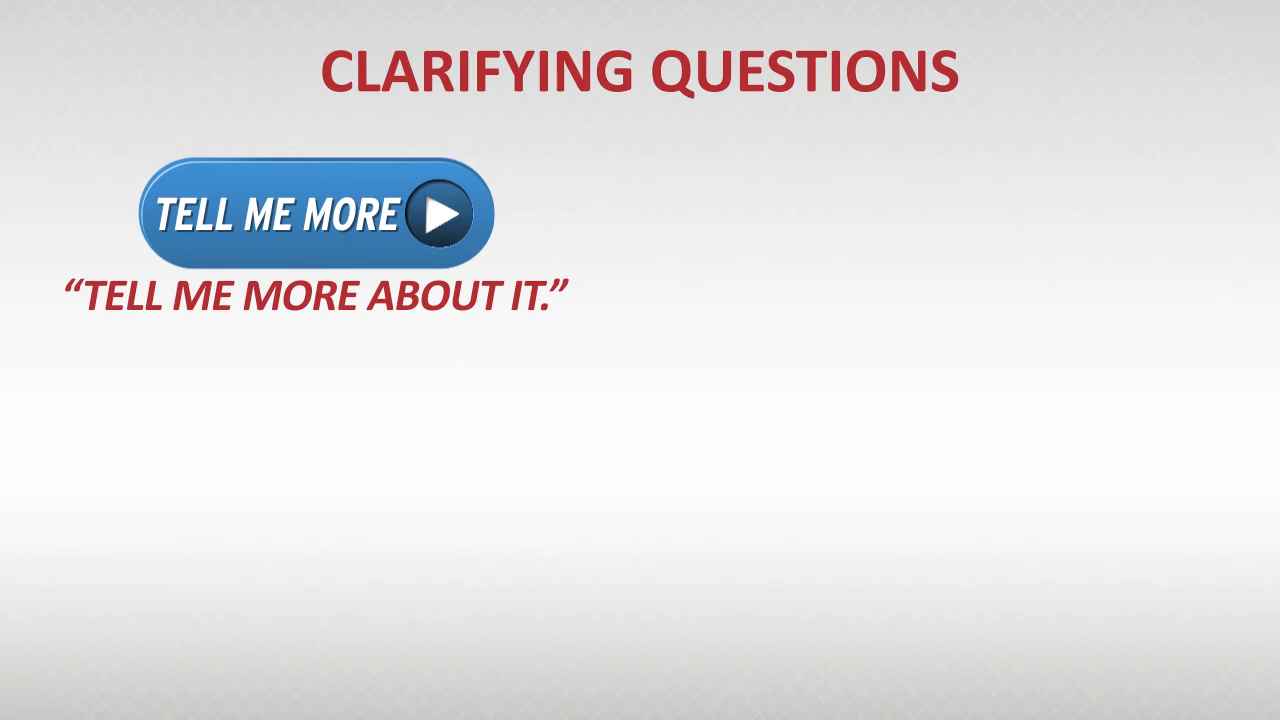 CLARIFYING QUESTIONS
TELL ME MORE
“TELL ME MORE ABOUT IT.”